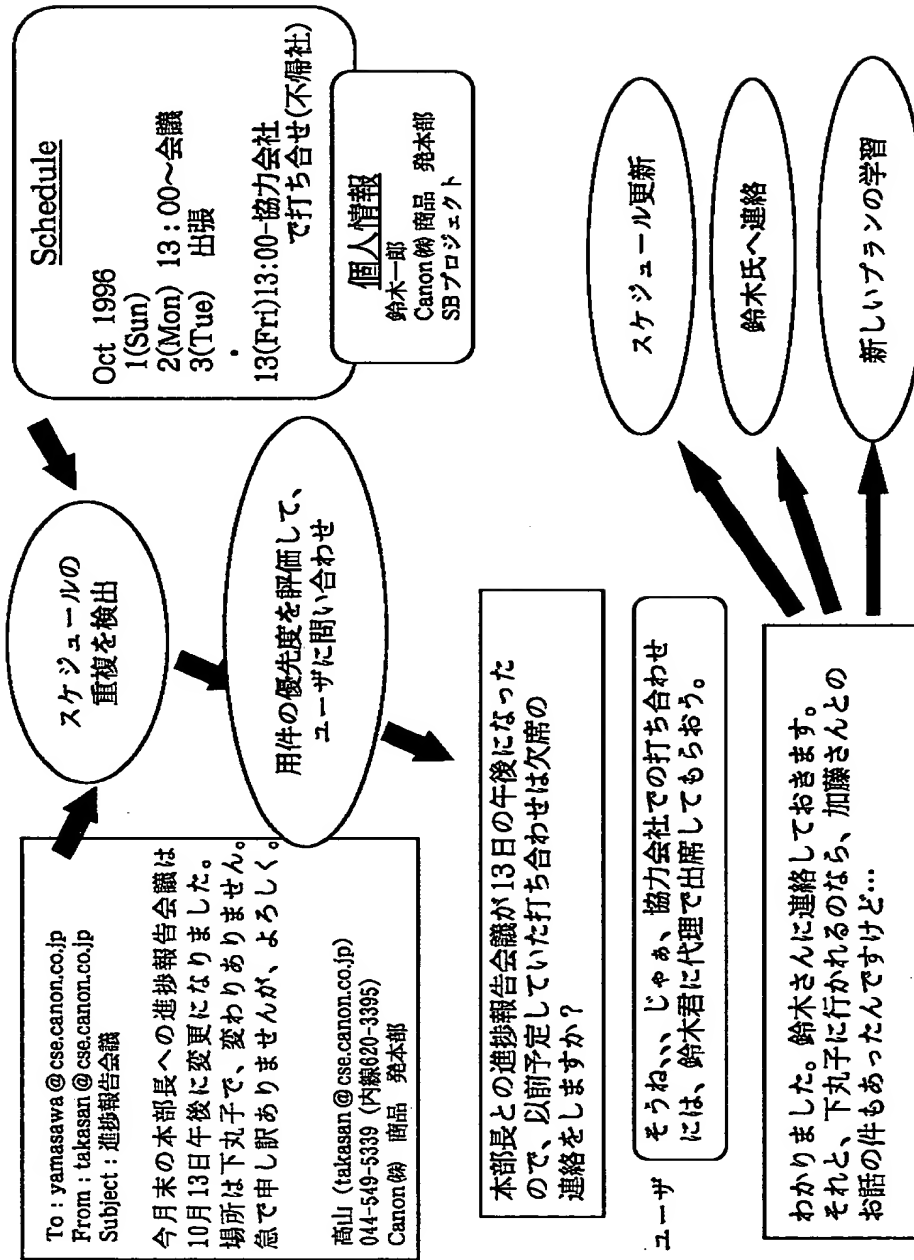 To : yamasawa@cse.canon.co.jp
From : takasan@cse.canon.co.jp
Subject : 進捗報告会議
今月末の本部長への進捗報告会議は
10月13日午後に変更になりました。
場所は下丸子で、変わりありません。
急で申し訳ありませんが、よろしく。
高山 (takasan@cse.canon.co.jp)
044-549-5339 (内線620-3395)
Canon㈱ 商品 発本部
スケジュールの
重複を検出
Schedule
Oct 1996
1(Sun)
2(Mon) 13：00～会議
3(Tue) 出張
・
13(Fri)13:00-協力会社
で打ち合せ(不帰社)
個人情報
鈴木一郎
Canon㈱ 商品 発本部
SBプロジェクト
用件の優先度を評価して、
ユーザに問い合わせ
本部長との進捗報告会議が13日の午後になった
ので、以前予定していた打ち合わせは欠席の
連絡をしますか？
ユーザ
そうね、、、じゃぁ、協力会社での打ち合わせ
には、鈴木君に代理で出席してもらおう。
わかりました。鈴木さんに連絡しておきます。
それと、下丸子に行かれるのなら、加藤さんとの
お話の件もあったんですけど…
スケジュール更新
鈴木氏へ連絡
新しいプランの学習